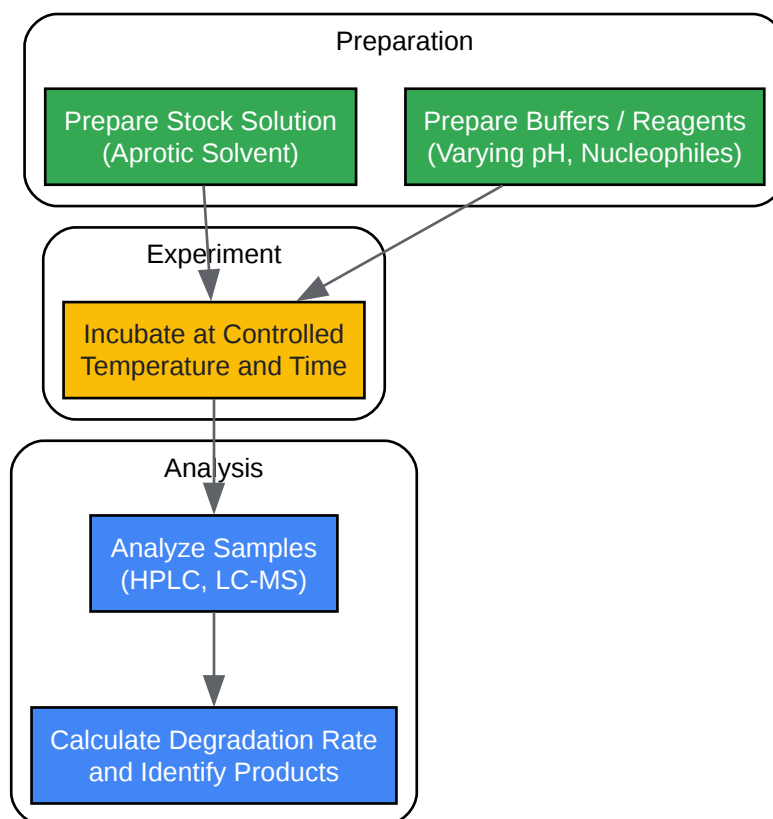 Preparation
Prepare Stock Solution
(Aprotic Solvent)
Prepare Buffers / Reagents
(Varying pH, Nucleophiles)
Experiment
Incubate at Controlled
Temperature and Time
Analysis
Analyze Samples
(HPLC, LC-MS)
Calculate Degradation Rate
and Identify Products